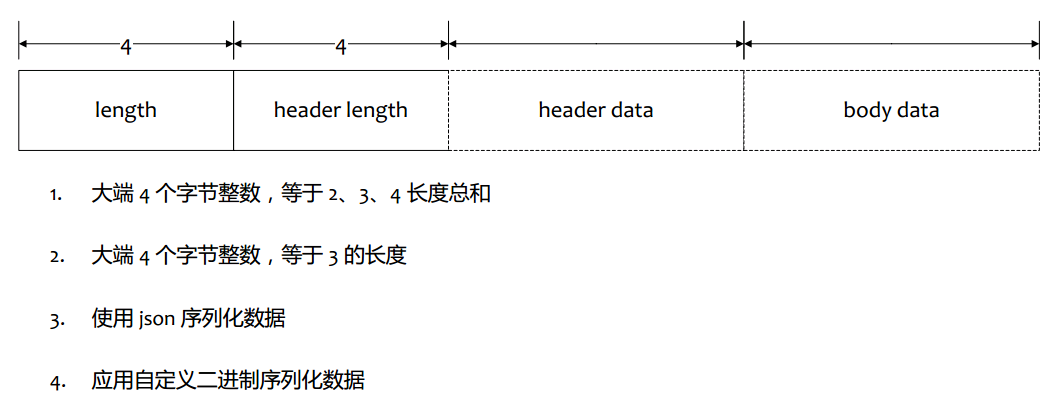 4 4
length header length header data body data
1. 大端 4 个字节整数，等于 2、3、4 长度总和
2. 大端 4 个字节整数，等于 3 的长度
3. 使用 json 序列化数据
4. 应用自定义二进制序列化数据